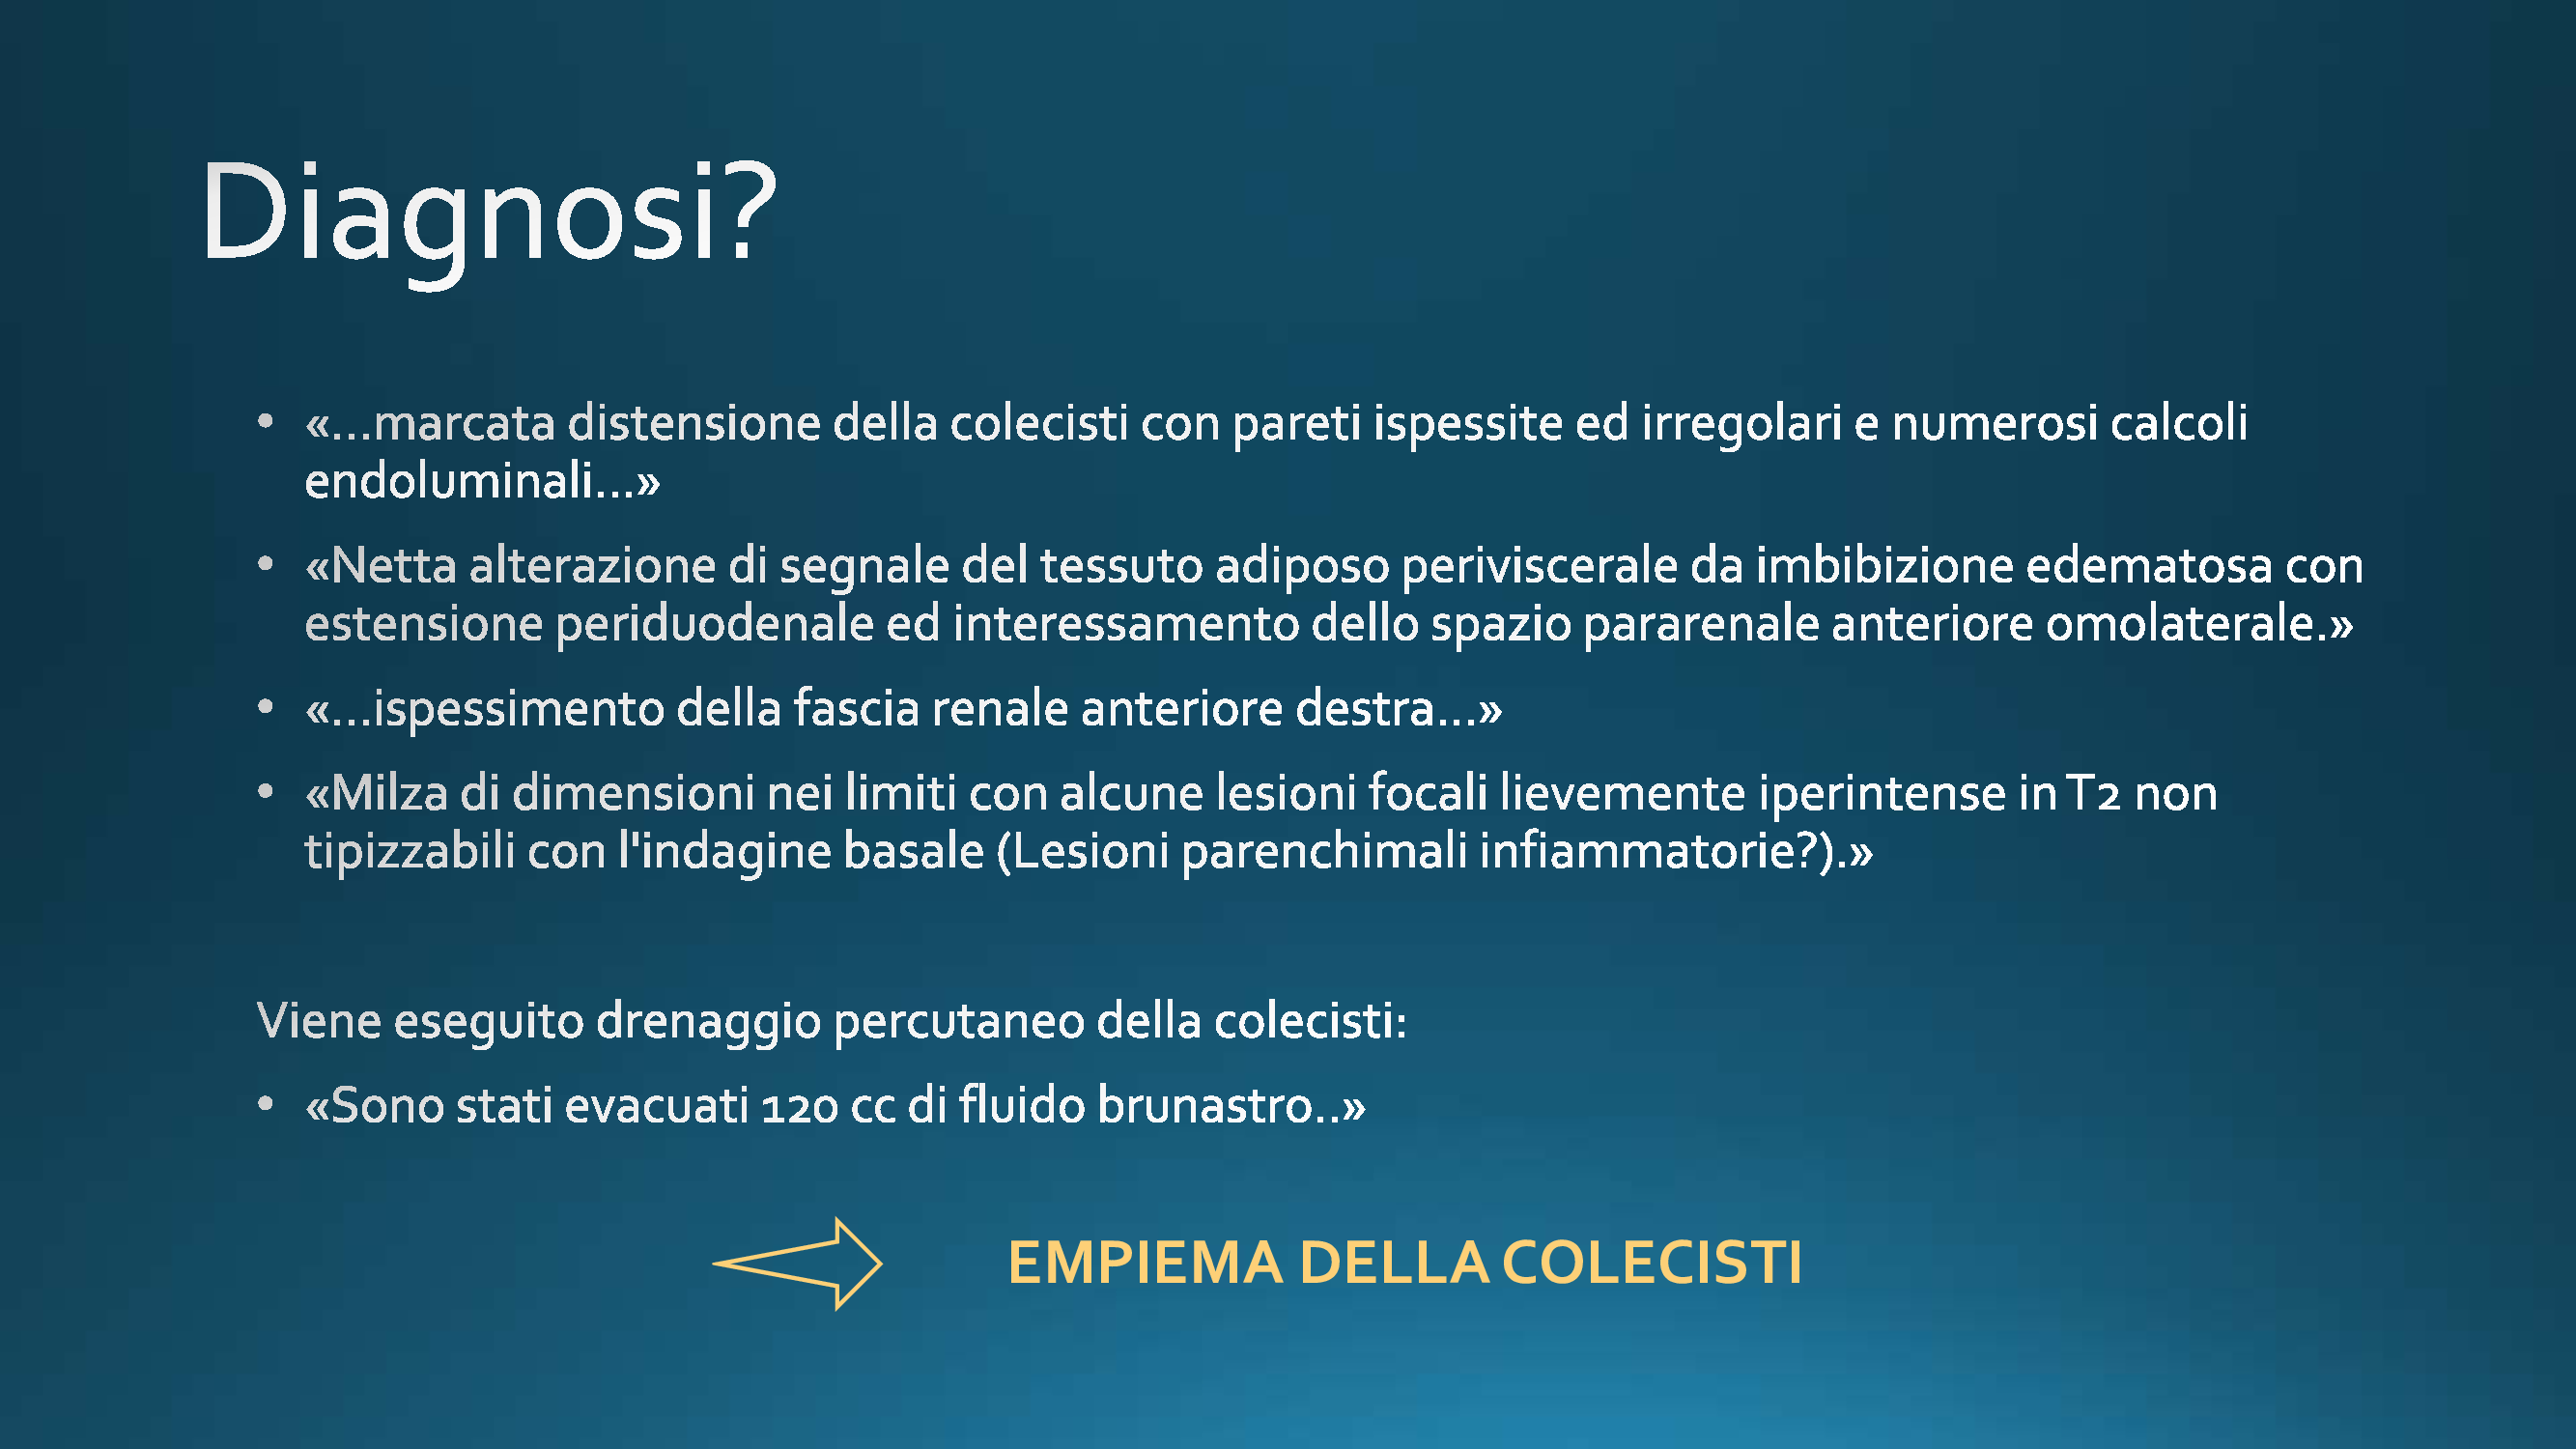 Diagnosi?
• «...marcata distensione della colecisti con pareti ispessite ed irregolari e numerosi calcoli
endoluminali...»
• «Netta alterazione di segnale del tessuto adiposo periviscerale da imbibizione edematosa con
estensione periduodenale ed interessamento dello spazio pararenale anteriore omolaterale.»
• «...ispessimento della fascia renale anteriore destra...»
• «Milza di dimensioni nei limiti con alcune lesioni focali lievemente iperintense in T2 non
tipizzabili con l'indagine basale (Lesioni parenchimali infiammatorie?).»
Viene eseguito drenaggio percutaneo della colecisti:
• «Sono stati evacuati 120 cc di fluido brunastro..»
EMPIEMA DELLA COLECISTI